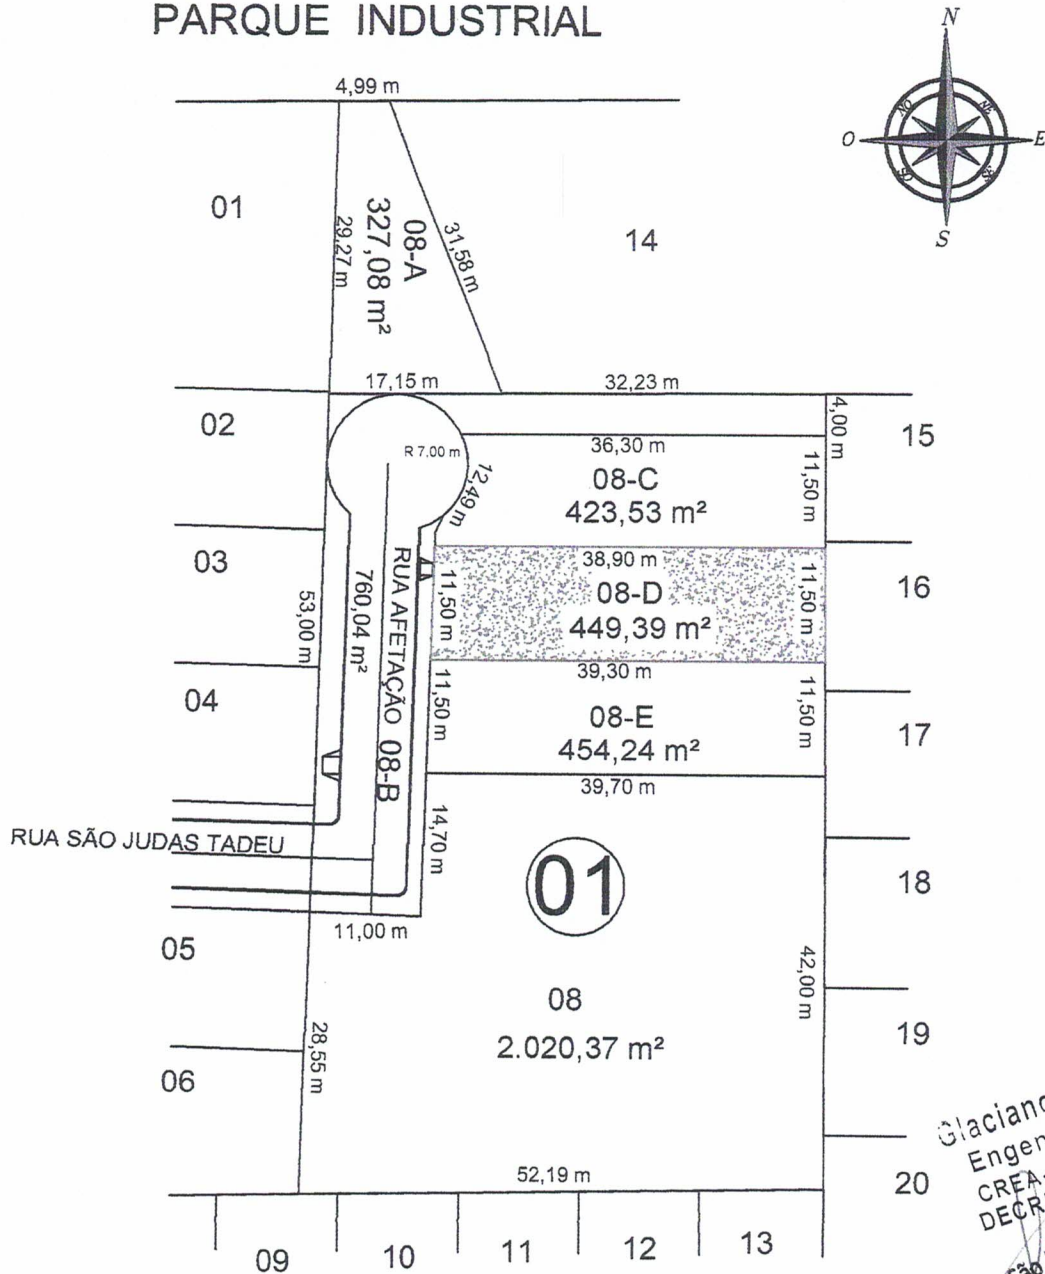 PARQUE INDUSTRIAL
N
NO
NE
O
E
SO
SE
S
4,99 m
01
29,27 m
08-A
327,08 m²
31,58 m
14
17,15 m
32,23 m
02
R 7,00 m
12,49 m
36,30 m
08-C
423,53 m²
4,00 m
11,50 m
15
03
53,00 m
760,04 m²
RUA AFETAÇÃO 08-B
11,50 m
38,90 m
08-D
449,39 m²
11,50 m
16
04
11,50 m
39,30 m
08-E
454,24 m²
11,50 m
17
39,70 m
RUA SÃO JUDAS TADEU
14,70 m
01
18
11,00 m
05
42,00 m
08
2.020,37 m²
19
28,55 m
06
52,19 m
20
09
10
11
12
13
Glaciano
Engen
CREA-
DECR